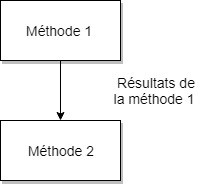 Méthode 1
Résultats de
la méthode 1
Méthode 2